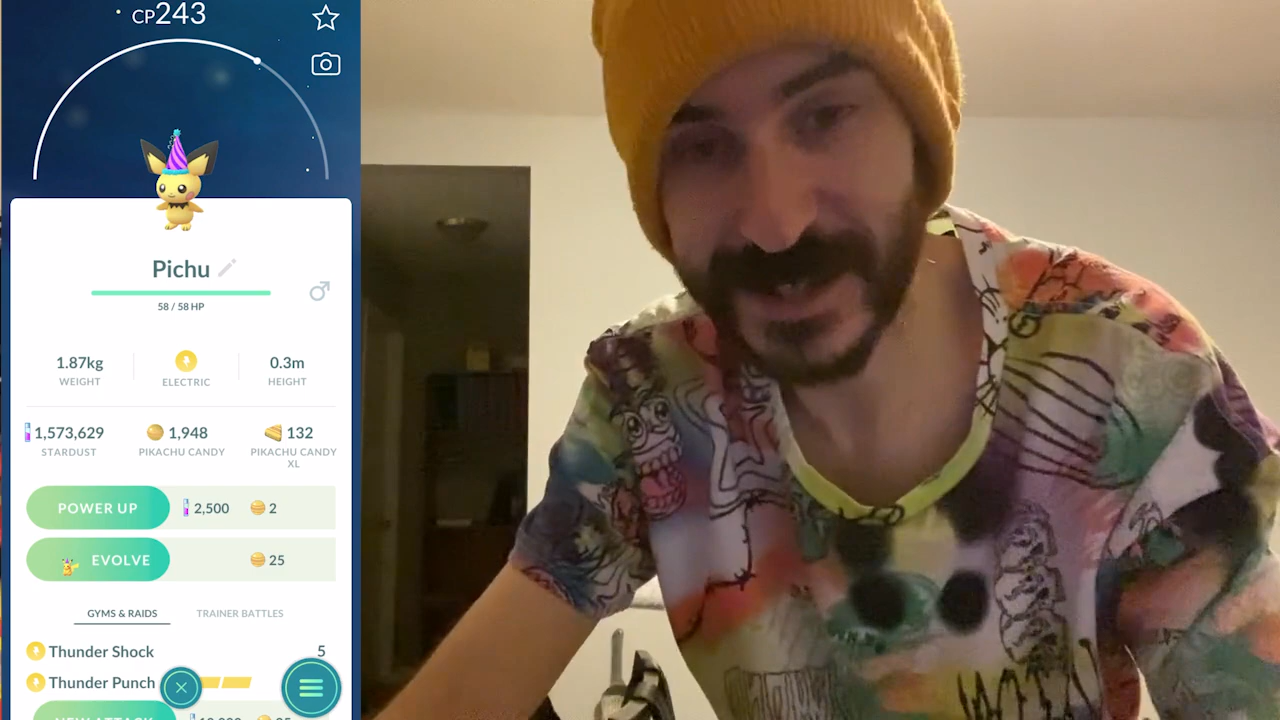 CP243
Pichu
58 / 58 HP
1.87kg
WEIGHT
ELECTRIC
0.3m
HEIGHT
1,573,629
STARDUST
1,948
PIKACHU CANDY
132
PIKACHU CANDY
XL
POWER UP
2,500
2
EVOLVE
25
GYMS & RAIDS
TRAINER BATTLES
Thunder Shock
5
Thunder Punch
NEW ATTACK